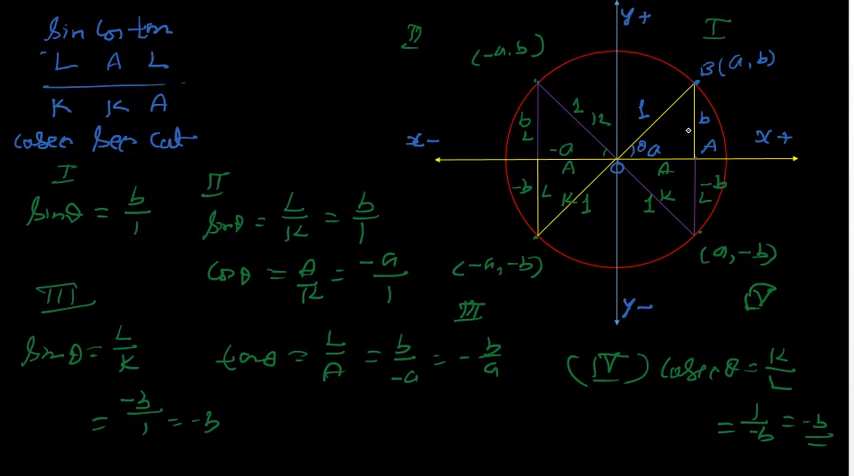 sin cos tan
L A L
K K A
cosec sec cot
I
sinθ = b/1
II
sinθ = L/K = b/1
cosθ = A/K = -a/1
tanθ = L/A = b/-a = -b/a
III
sinθ = L/K
= -b/1 = -b
(IV) cosecθ = K/L
= 1/-b = -b
II
I
y+
(-a.b)
B(a,b)
1 K
1
b
L
b
x-
-a
θ a
A
x+
A
O
A
-b
L
K 1
1 K
-b
L
(-a,-b)
(a,-b)
III
y-
IV